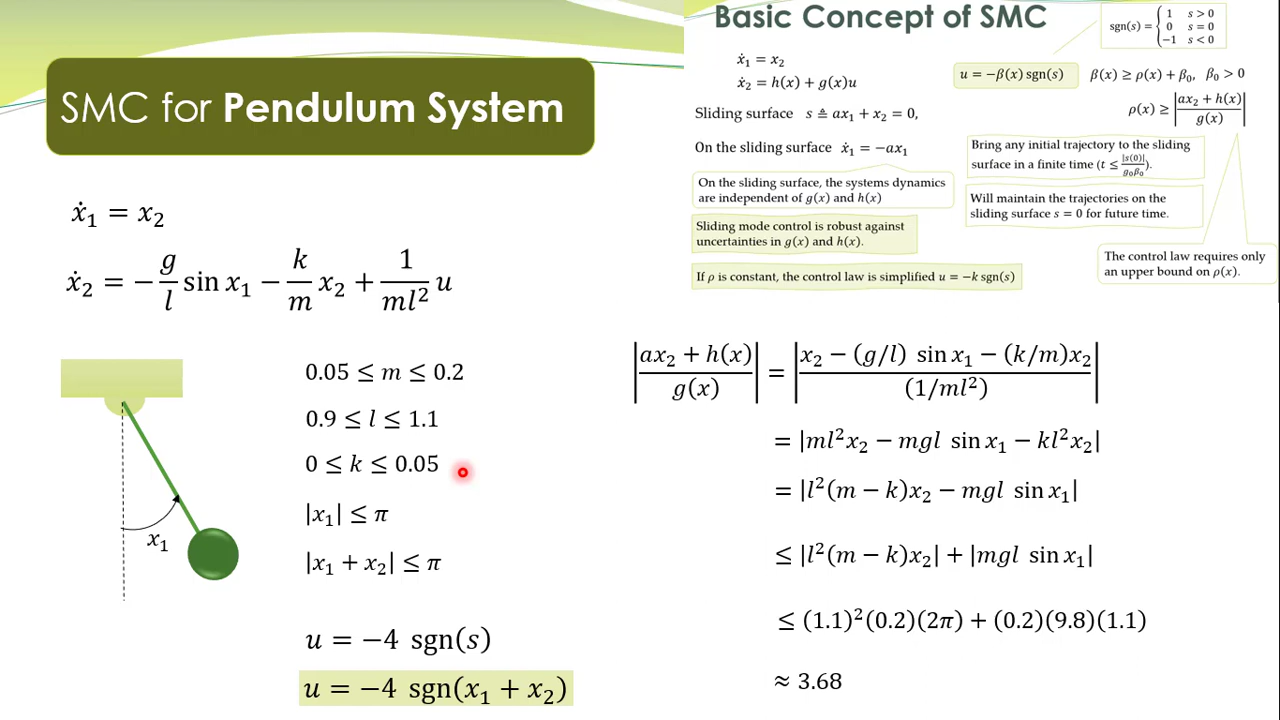 SMC for Pendulum System
ẋ₁ = x₂
ẋ₂ = −g/l sin x₁ − k/m x₂ + 1/ml² u
x₁
0.05 ≤ m ≤ 0.2
0.9 ≤ l ≤ 1.1
0 ≤ k ≤ 0.05
|x₁| ≤ π
|x₁ + x₂| ≤ π
u = −4 sgn(s)
u = −4 sgn(x₁ + x₂)
Basic Concept of SMC
sgn(s) = { 1 s > 0
0 s = 0
−1 s < 0
ẋ₁ = x₂
ẋ₂ = h(x) + g(x)u
u = −β(x) sgn(s)
β(x) ≥ ρ(x) + β₀, β₀ > 0
ρ(x) ≥ |(ax₂ + h(x))/g(x)|
Sliding surface s ≜ ax₁ + x₂ = 0,
On the sliding surface ẋ₁ = −ax₁
On the sliding surface, the systems dynamics
are independent of g(x) and h(x)
Sliding mode control is robust against
uncertainties in g(x) and h(x).
If ρ is constant, the control law is simplified u = −k sgn(s)
Bring any initial trajectory to the sliding
surface in a finite time (t ≤ |s(0)|/g₀β₀).
Will maintain the trajectories on the
sliding surface s = 0 for future time.
The control law requires only
an upper bound on ρ(x).
|(ax₂ + h(x))/g(x)| = |(x₂ − (g/l) sin x₁ − (k/m)x₂)/(1/ml²)|
= |ml²x₂ − mgl sin x₁ − kl²x₂|
= |l²(m − k)x₂ − mgl sin x₁|
≤ |l²(m − k)x₂| + |mgl sin x₁|
≤ (1.1)²(0.2)(2π) + (0.2)(9.8)(1.1)
≈ 3.68